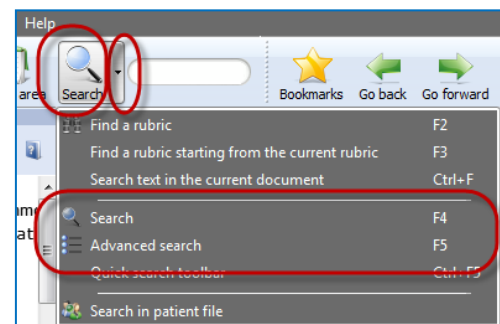 Help
area Search Bookmarks Go back Go forward
Find a rubric F2
Find a rubric starting from the current rubric F3
Search text in the current document Ctrl+F
Search F4
Advanced search F5
Quick search toolbar Ctrl+F5
Search in patient file